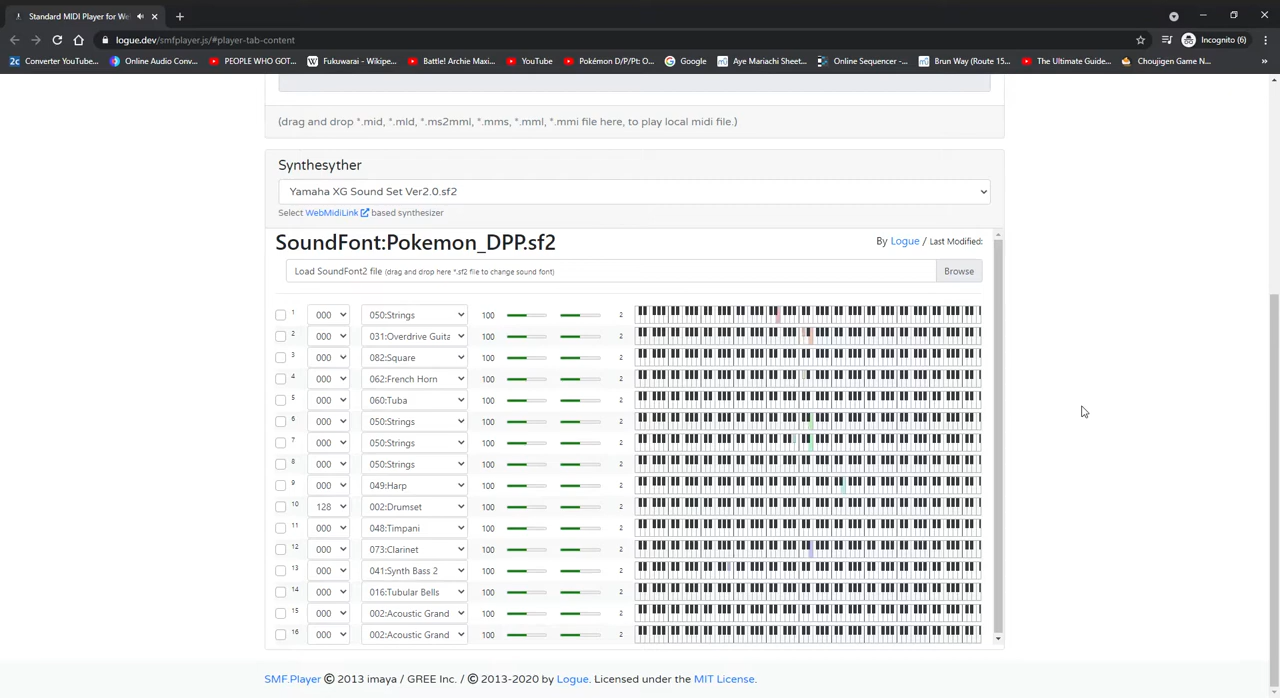 Standard MIDI Player for We
logue.dev/smfplayer.js/#player-tab-content
Incognito (6)
Converter YouTube...
Online Audio Conv...
PEOPLE WHO GOT...
Fukuwarai - Wikipe...
Battle! Archie Maxi...
YouTube
Pokémon D/P/Pt: O...
Google
Aye Mariachi Sheet...
Online Sequencer -...
Brun Way (Route 15...
The Ultimate Guide...
Choujigen Game N...
(drag and drop *.mid, *.mld, *.ms2mml, *.mms, *.mml, *.mmi file here, to play local midi file.)
Synthesyther
Yamaha XG Sound Set Ver2.0.sf2
Select WebMidiLink based synthesizer
SoundFont:Pokemon_DPP.sf2
By Logue / Last Modified:
Load SoundFont2 file (drag and drop here *.sf2 file to change sound font)
Browse
1 000 050:Strings 100 2
2 000 031:Overdrive Guita 100 2
3 000 082:Square 100 2
4 000 062:French Horn 100 2
5 000 060:Tuba 100 2
6 000 050:Strings 100 2
7 000 050:Strings 100 2
8 000 050:Strings 100 2
9 000 049:Harp 100 2
10 128 002:Drumset 100 2
11 000 048:Timpani 100 2
12 000 073:Clarinet 100 2
13 000 041:Synth Bass 2 100 2
14 000 016:Tubular Bells 100 2
15 000 002:Acoustic Grand 100 2
16 000 002:Acoustic Grand 100 2
SMF.Player © 2013 imaya / GREE Inc. / © 2013-2020 by Logue. Licensed under the MIT License.